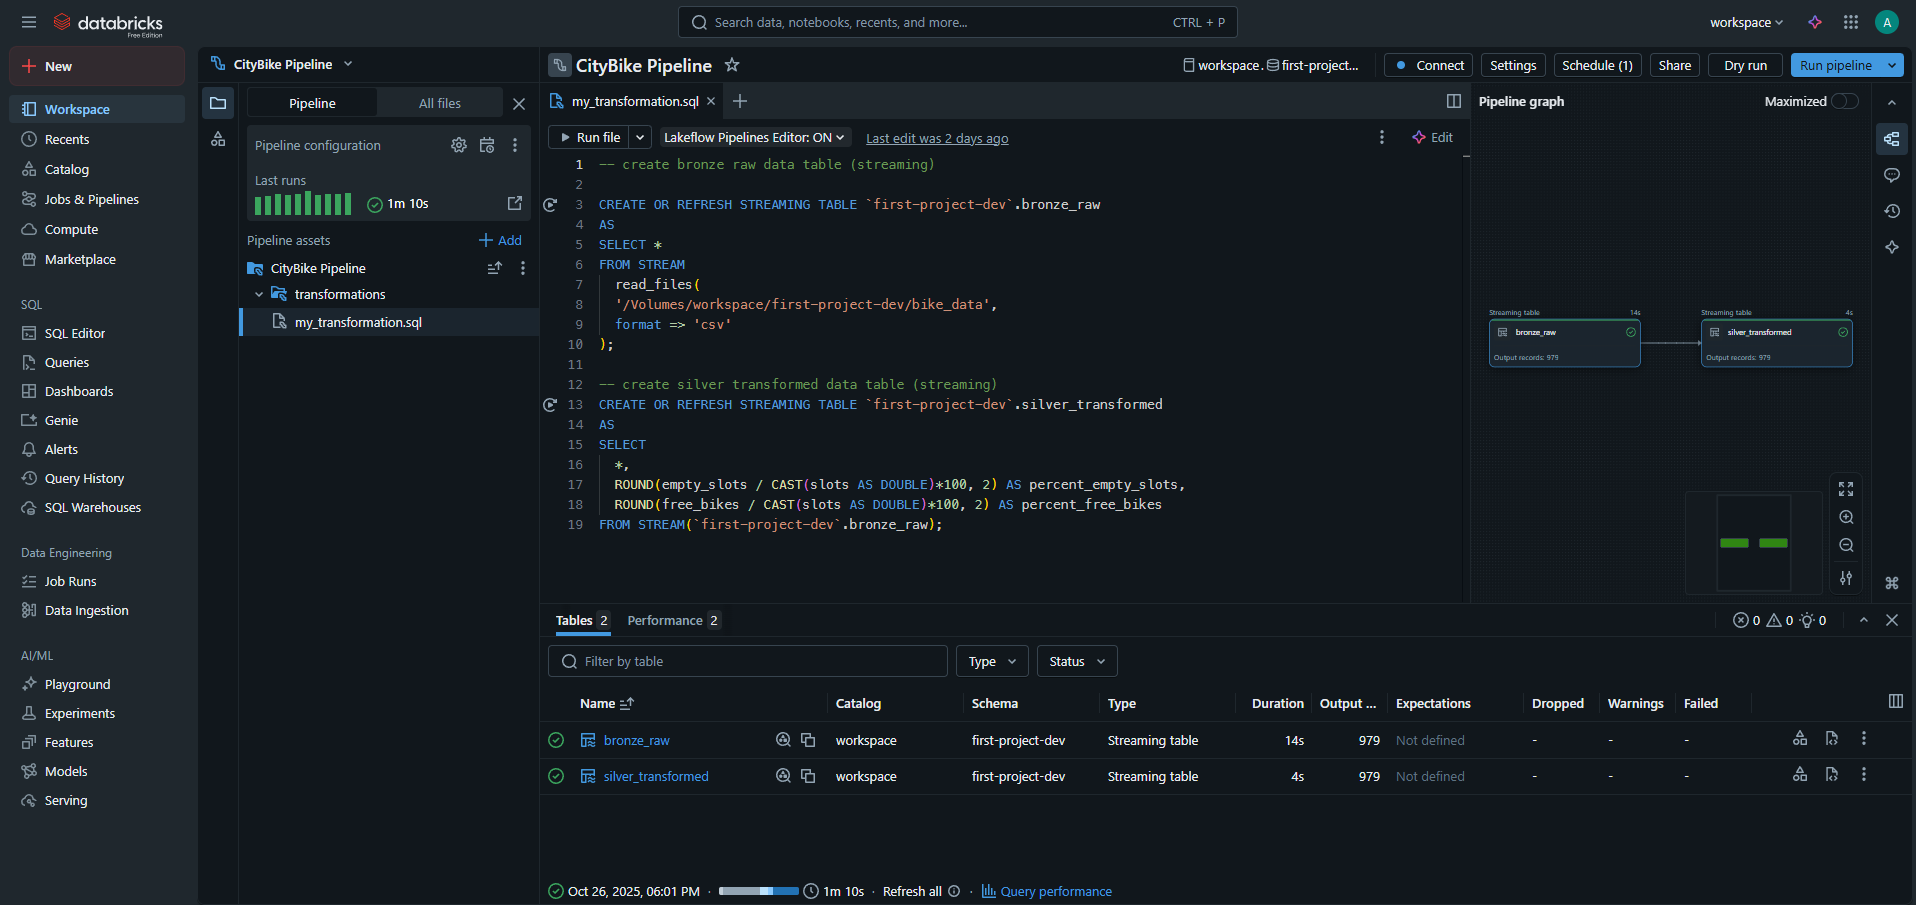 databricks
Free Edition
Search data, notebooks, recents, and more...
CTRL + P
workspace
A
New
Workspace
Recents
Catalog
Jobs & Pipelines
Compute
Marketplace
SQL
SQL Editor
Queries
Dashboards
Genie
Alerts
Query History
SQL Warehouses
Data Engineering
Job Runs
Data Ingestion
AI/ML
Playground
Experiments
Features
Models
Serving
CityBike Pipeline
Pipeline
All files
Pipeline configuration
Last runs
1m 10s
Pipeline assets
Add
CityBike Pipeline
transformations
my_transformation.sql
CityBike Pipeline
workspace.
first-project...
Connect
Settings
Schedule (1)
Share
Dry run
Run pipeline
my_transformation.sql
Run file
Lakeflow Pipelines Editor: ON
Last edit was 2 days ago
Edit
1 -- create bronze raw data table (streaming)
2
3 CREATE OR REFRESH STREAMING TABLE `first-project-dev`.bronze_raw
4 AS
5 SELECT *
6 FROM STREAM
7 read_files(
8 '/Volumes/workspace/first-project-dev/bike_data',
9 format => 'csv'
10 );
11
12 -- create silver transformed data table (streaming)
13 CREATE OR REFRESH STREAMING TABLE `first-project-dev`.silver_transformed
14 AS
15 SELECT
16 *,
17 ROUND(empty_slots / CAST(slots AS DOUBLE)*100, 2) AS percent_empty_slots,
18 ROUND(free_bikes / CAST(slots AS DOUBLE)*100, 2) AS percent_free_bikes
19 FROM STREAM(`first-project-dev`.bronze_raw);
Pipeline graph
Maximized
Streaming table 14s
bronze_raw
Output records: 979
Streaming table 4s
silver_transformed
Output records: 979
Tables 2
Performance 2
0 0 0
Filter by table
Type
Status
Name Catalog Schema Type Duration Output ... Expectations Dropped Warnings Failed
bronze_raw workspace first-project-dev Streaming table 14s 979 Not defined - - -
silver_transformed workspace first-project-dev Streaming table 4s 979 Not defined - - -
Oct 26, 2025, 06:01 PM · 1m 10s · Refresh all · Query performance